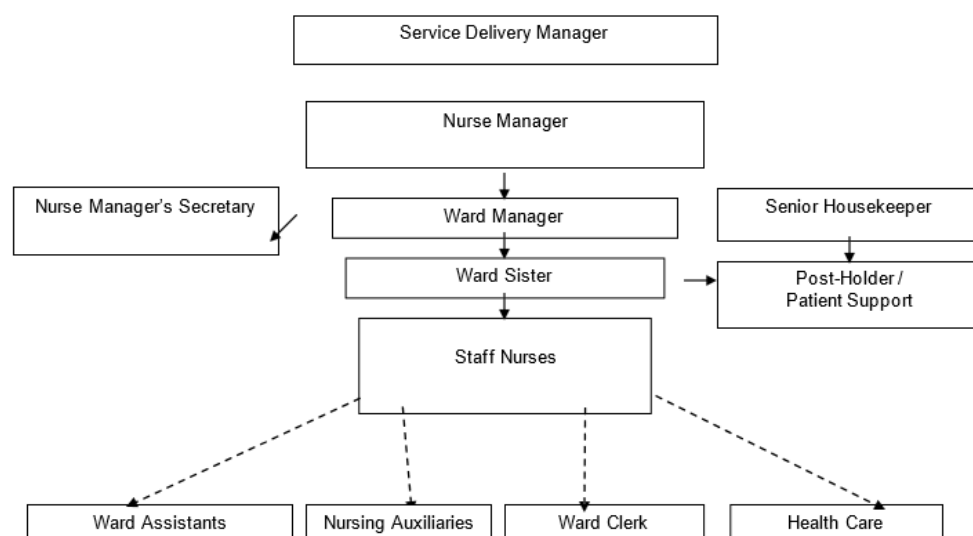 Service Delivery Manager
Nurse Manager
Nurse Manager’s Secretary
Ward Manager
Senior Housekeeper
Ward Sister
Post-Holder /
Patient Support
Staff Nurses
Ward Assistants
Nursing Auxiliaries
Ward Clerk
Health Care